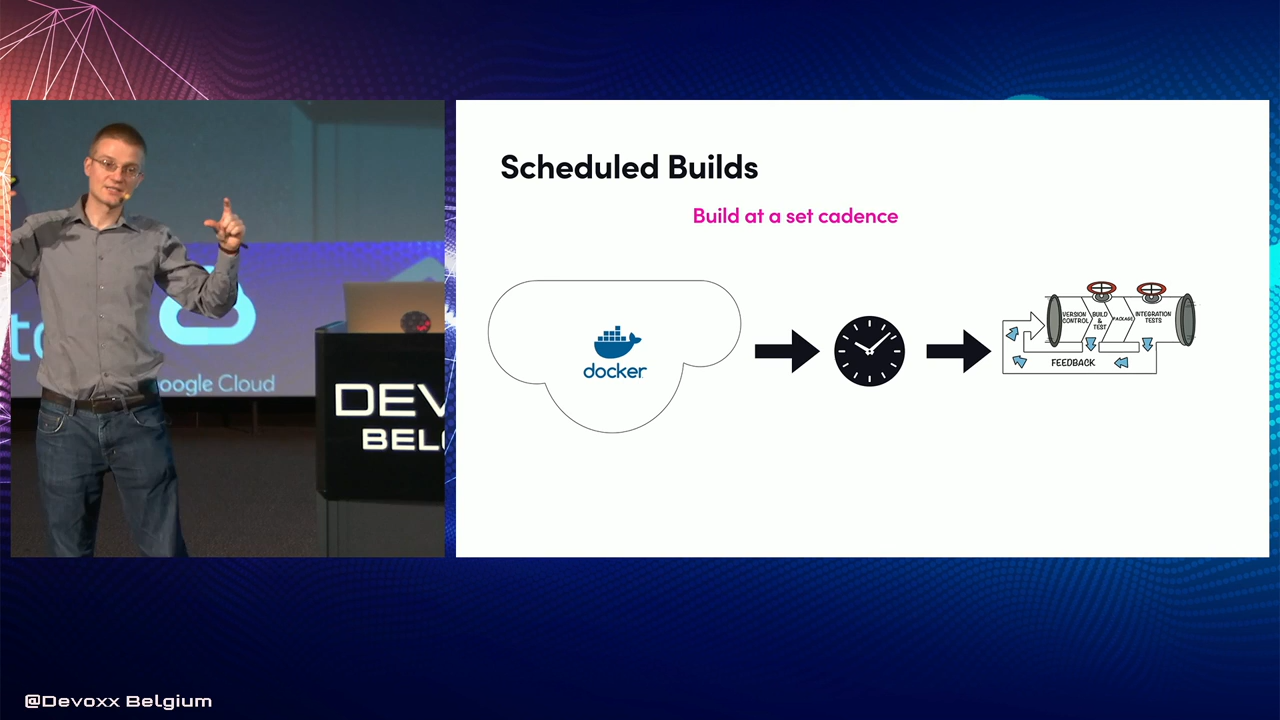 Scheduled Builds
Build at a set cadence
docker
VERSION
CONTROL
BUILD
&
TEST
PACKAGE
INTEGRATION
TESTS
FEEDBACK
Google Cloud
DEV
BEL
@Devoxx Belgium